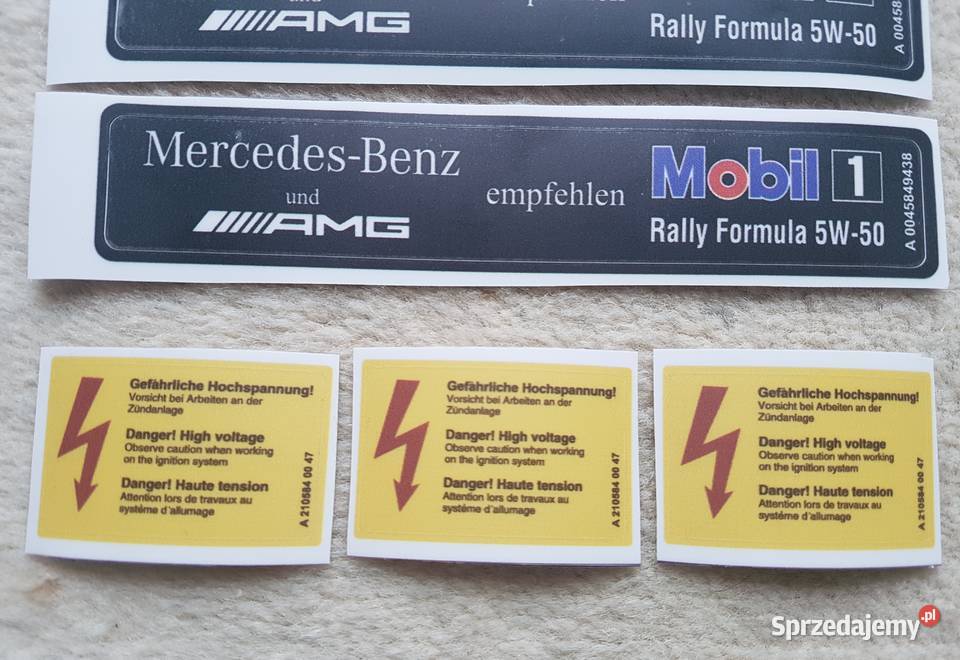 AMG
Rally Formula 5W-50
Mercedes-Benz
und
AMG
empfehlen
Mobil 1
Rally Formula 5W-50
A 0045849438
Gefährliche Hochspannung!
Vorsicht bei Arbeiten an der
Zündanlage
Danger! High voltage
Observe caution when working
on the ignition system
Danger! Haute tension
Attention lors de travaux au
systéme d'allumage
A 210584 00 47
Gefährliche Hochspannung!
Vorsicht bei Arbeiten an der
Zündanlage
Danger! High voltage
Observe caution when working
on the ignition system
Danger! Haute tension
Attention lors de travaux au
systéme d'allumage
A 210584 00 47
Gefährliche Hochspannung!
Vorsicht bei Arbeiten an der
Zündanlage
Danger! High voltage
Observe caution when working
on the ignition system
Danger! Haute tension
Attention lors de travaux au
systéme d'allumage
A 210584 00 47
Sprzedajemy.pl